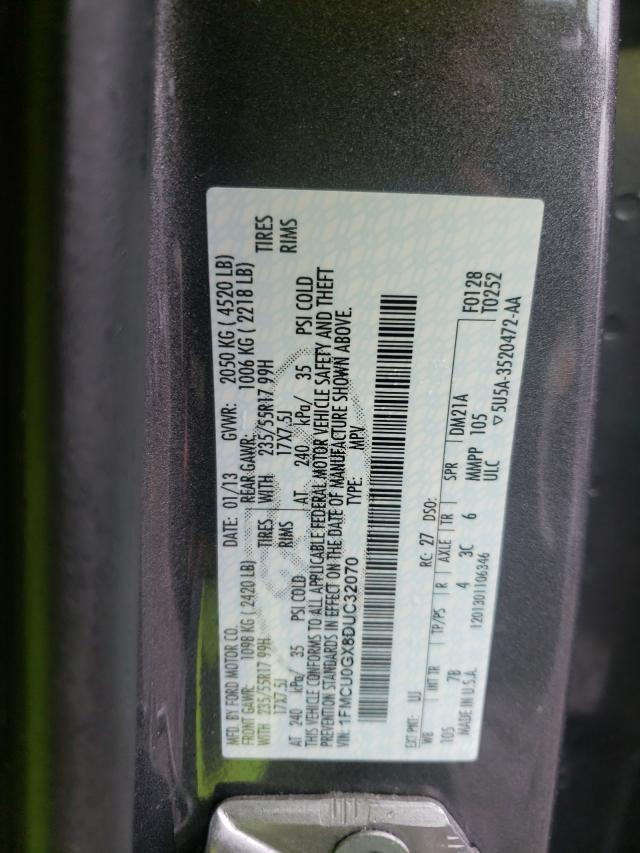 MFD. BY FORD MOTOR CO.
DATE: 01/13 GVWR: 2050 KG ( 4520 LB)
FRONT GAWR: 1098 KG ( 2420 LB) REAR GAWR: 1006 KG ( 2218 LB)
WITH 235/55R17 99H TIRES WITH 235/55R17 99H TIRES
17X7.5J RIMS 17X7.5J RIMS
AT 240 kPa/ 35 PSI COLD AT 240 kPa/ 35 PSI COLD
THIS VEHICLE CONFORMS TO ALL APPLICABLE FEDERAL MOTOR VEHICLE SAFETY AND THEFT
PREVENTION STANDARDS IN EFFECT ON THE DATE OF MANUFACTURE SHOWN ABOVE.
VIN: 1FMCU0GX8DUC32070 TYPE: MPV
EXT PNT: UJ RC: 27 DSO: F0128
WB INT TR TP/PS R AXLE TR SPR DM21A T0252
105 7B 4 3C 6 MMPP 105 ▽5U5A-3520472-AA
MADE IN U.S.A. 1201301106346 ULC